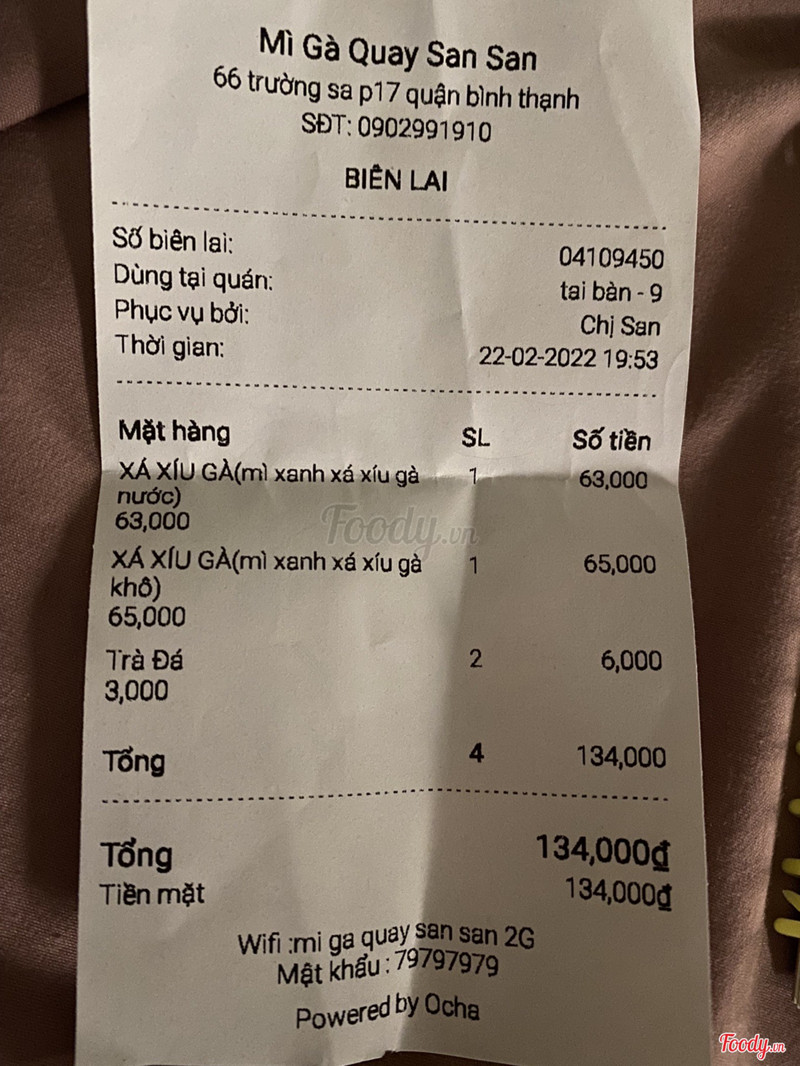 Mì Gà Quay San San
66 trường sa p17 quận bình thạnh
SĐT: 0902991910
BIÊN LAI
Số biên lai: 04109450
Dùng tại quán: tai bàn - 9
Phục vụ bởi: Chị San
Thời gian: 22-02-2022 19:53
Mặt hàng SL Số tiền
XÁ XÍU GÀ(mì xanh xá xíu gà 1 63,000
nước)
63,000
Foody.vn
XÁ XÍU GÀ(mì xanh xá xíu gà 1 65,000
khô)
65,000
Trà Đá 2 6,000
3,000
Tổng 4 134,000
Tổng 134,000₫
Tiền mặt 134,000₫
Wifi :mi ga quay san san 2G
Mật khẩu : 79797979
Powered by Ocha
Foody.vn